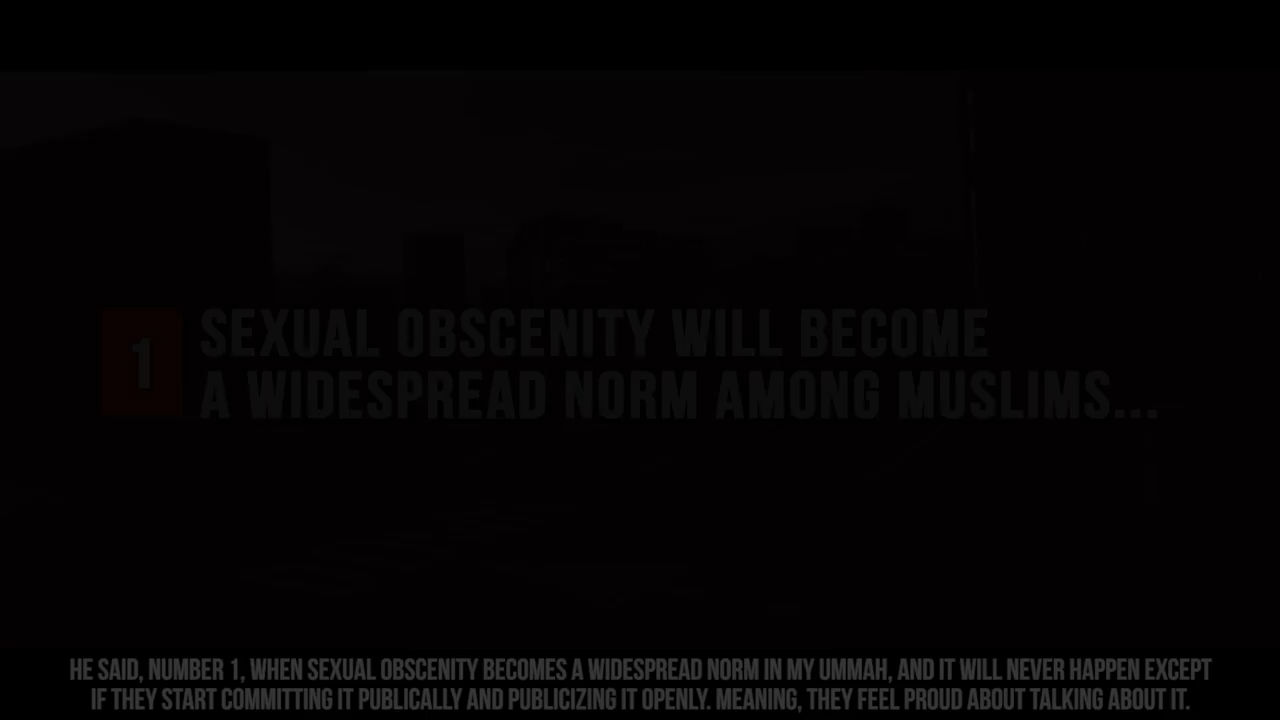 1
SEXUAL OBSCENITY WILL BECOME
A WIDESPREAD NORM AMONG MUSLIMS...
HE SAID, NUMBER 1, WHEN SEXUAL OBSCENITY BECOMES A WIDESPREAD NORM IN MY UMMAH, AND IT WILL NEVER HAPPEN EXCEPT
IF THEY START COMMITTING IT PUBLICALLY AND PUBLICIZING IT OPENLY. MEANING, THEY FEEL PROUD ABOUT TALKING ABOUT IT.